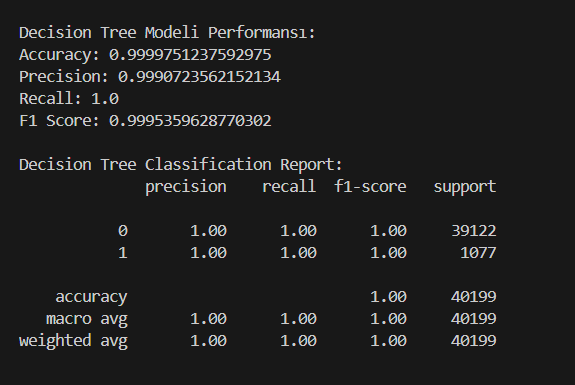 Decision Tree Modeli Performansı:
Accuracy: 0.9999751237592975
Precision: 0.9990723562152134
Recall: 1.0
F1 Score: 0.9995359628770302
Decision Tree Classification Report:
precision recall f1-score support
0 1.00 1.00 1.00 39122
1 1.00 1.00 1.00 1077
accuracy 1.00 40199
macro avg 1.00 1.00 1.00 40199
weighted avg 1.00 1.00 1.00 40199